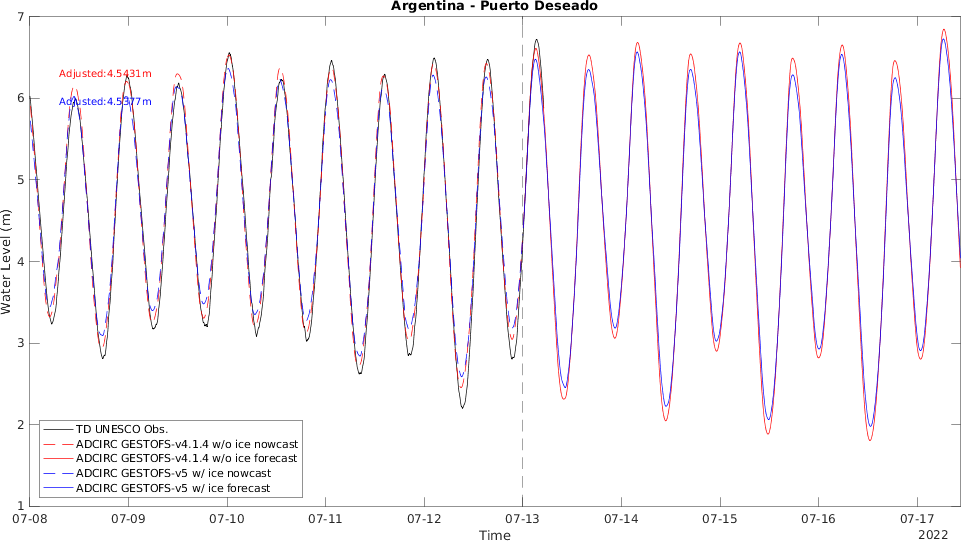 Argentina - Puerto Deseado
7
6
5
4
3
2
1
Water Level (m)
Adjusted:4.5431m
Adjusted:4.5377m
TD UNESCO Obs.
ADCIRC GESTOFS-v4.1.4 w/o ice nowcast
ADCIRC GESTOFS-v4.1.4 w/o ice forecast
ADCIRC GESTOFS-v5 w/ ice nowcast
ADCIRC GESTOFS-v5 w/ ice forecast
07-08 07-09 07-10 07-11 07-12 07-13 07-14 07-15 07-16 07-17
Time
2022